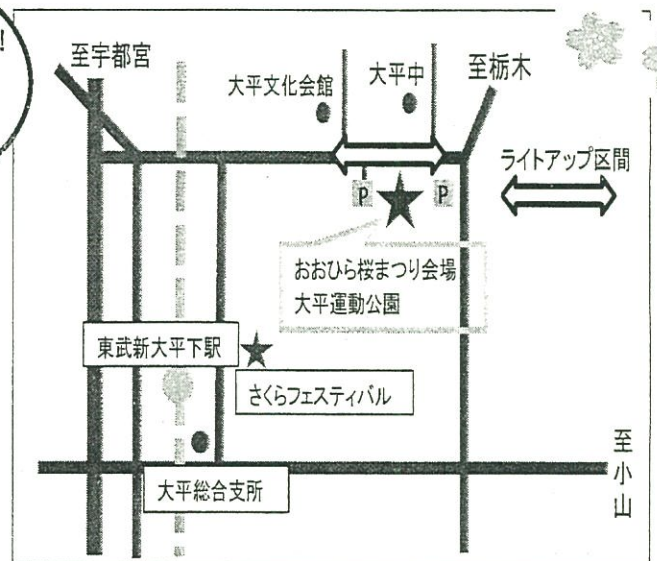 !
至宇都宮
大平文化会館
大平中
至栃木
ライトアップ区間
P
P
おおひら桜まつり会場
大平運動公園
東武新大平下駅
さくらフェスティバル
大平総合支所
至小山